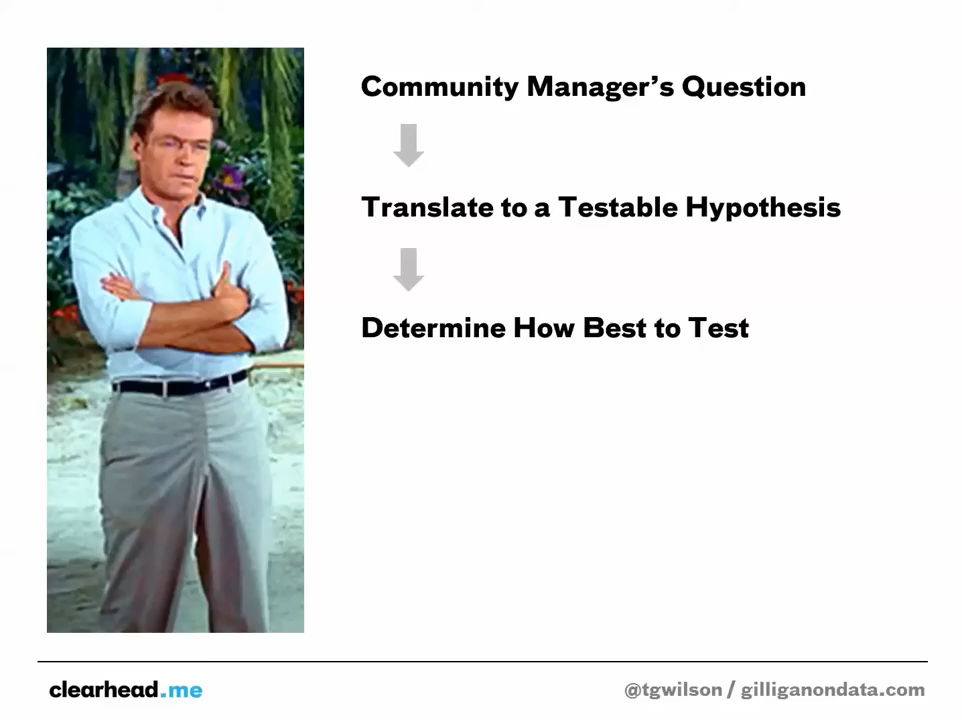 Community Manager’s Question
Translate to a Testable Hypothesis
Determine How Best to Test
clearhead.me
@tgwilson / gilliganondata.com